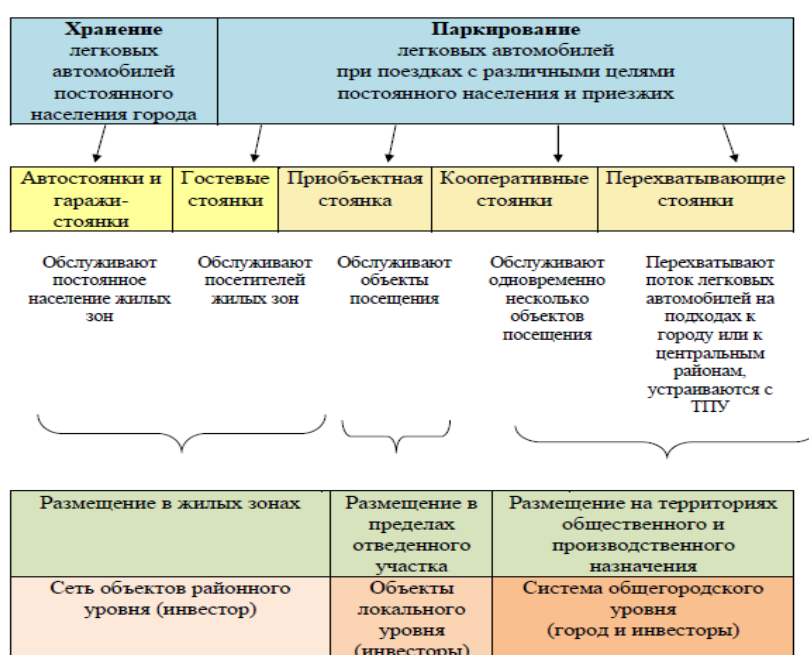 Хранение
легковых
автомобилей
постоянного
населения города
Паркирование
легковых автомобилей
при поездках с различными целями
постоянного населения и приезжих
Автостоянки и
гаражи-
стоянки
Гостевые
стоянки
Приобъектная
стоянка
Кооперативные
стоянки
Перехватывающие
стоянки
Обслуживают
постоянное
население жилых
зон
Обслуживают
посетителей
жилых зон
Обслуживают
объекты
посещения
Обслуживают
одновременно
несколько
объектов
посещения
Перехватывают
поток легковых
автомобилей на
подходах к
городу или к
центральным
районам,
устраиваются с
ТПУ
Размещение в жилых зонах
Размещение в
пределах
отведенного
участка
Размещение на территориях
общественного и
производственного
назначения
Сеть объектов районного
уровня (инвестор)
Объекты
локального
уровня
(инвесторы)
Система общегородского
уровня
(город и инвесторы)